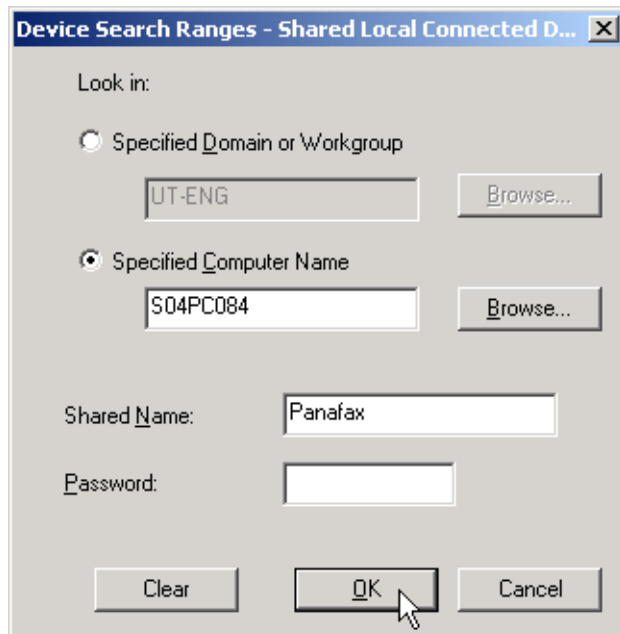 Device Search Ranges - Shared Local Connected D...
Look in:
Specified Domain or Workgroup
UT-ENG
Browse...
Specified Computer Name
S04PC084
Browse...
Shared Name:
Panafax
Password:
Clear
OK
Cancel